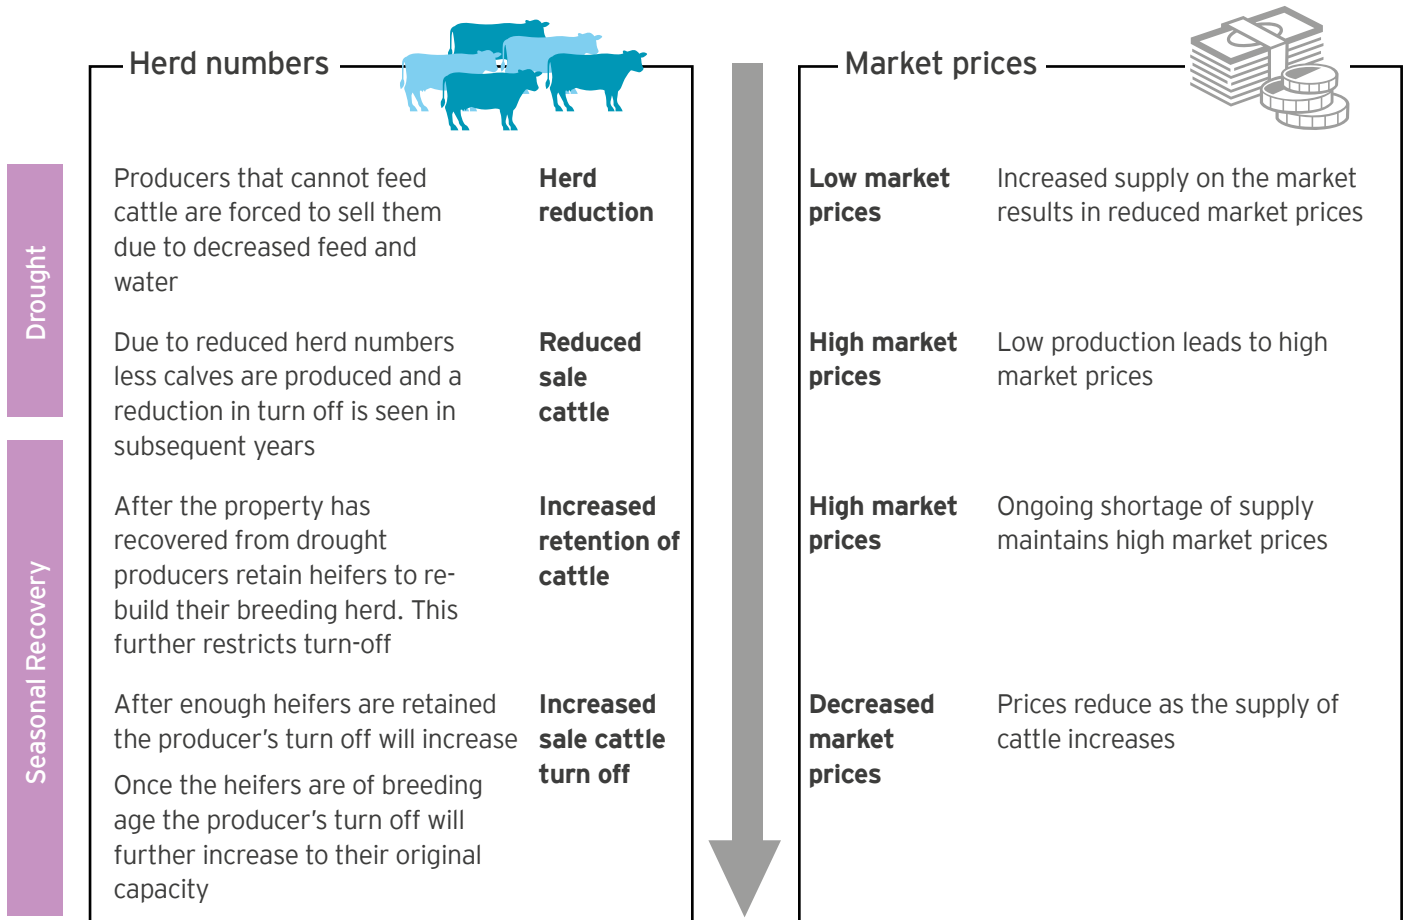 Herd numbers
Market prices
Drought
Producers that cannot feed
cattle are forced to sell them
due to decreased feed and
water
Herd
reduction
Low market
prices
Increased supply on the market
results in reduced market prices
Due to reduced herd numbers
less calves are produced and a
reduction in turn off is seen in
subsequent years
Reduced
sale
cattle
High market
prices
Low production leads to high
market prices
Seasonal Recovery
After the property has
recovered from drought
producers retain heifers to re-
build their breeding herd. This
further restricts turn-off
Increased
retention of
cattle
High market
prices
Ongoing shortage of supply
maintains high market prices
After enough heifers are retained
the producer's turn off will increase
Once the heifers are of breeding
age the producer's turn off will
further increase to their original
capacity
Increased
sale cattle
turn off
Decreased
market
prices
Prices reduce as the supply of
cattle increases